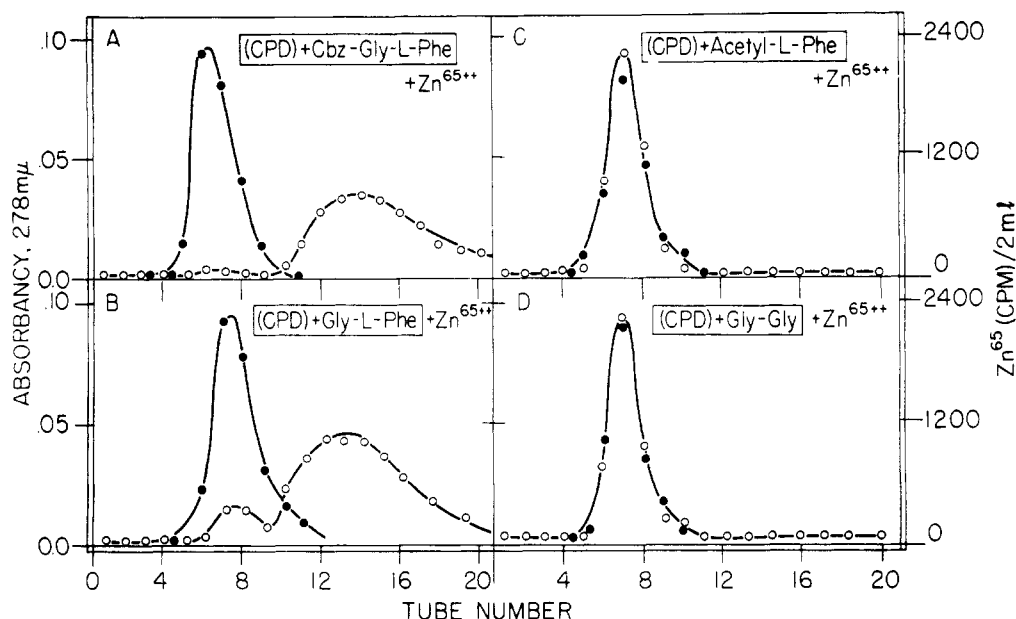 .10
A
(CPD)+Cbz-Gly-L-Phe
+Zn65++
.05
0.0
C
(CPD)+Acetyl-L-Phe
+Zn65++
2400
1200
0
.10
B
(CPD)+Gly-L-Phe +Zn65++
.05
0.0
D
(CPD)+Gly-Gly +Zn65++
2400
1200
0
0 4 8 12 16 20
4 8 12 16 20
TUBE NUMBER
ABSORBANCY, 278mμ
Zn65 (CPM)/2ml